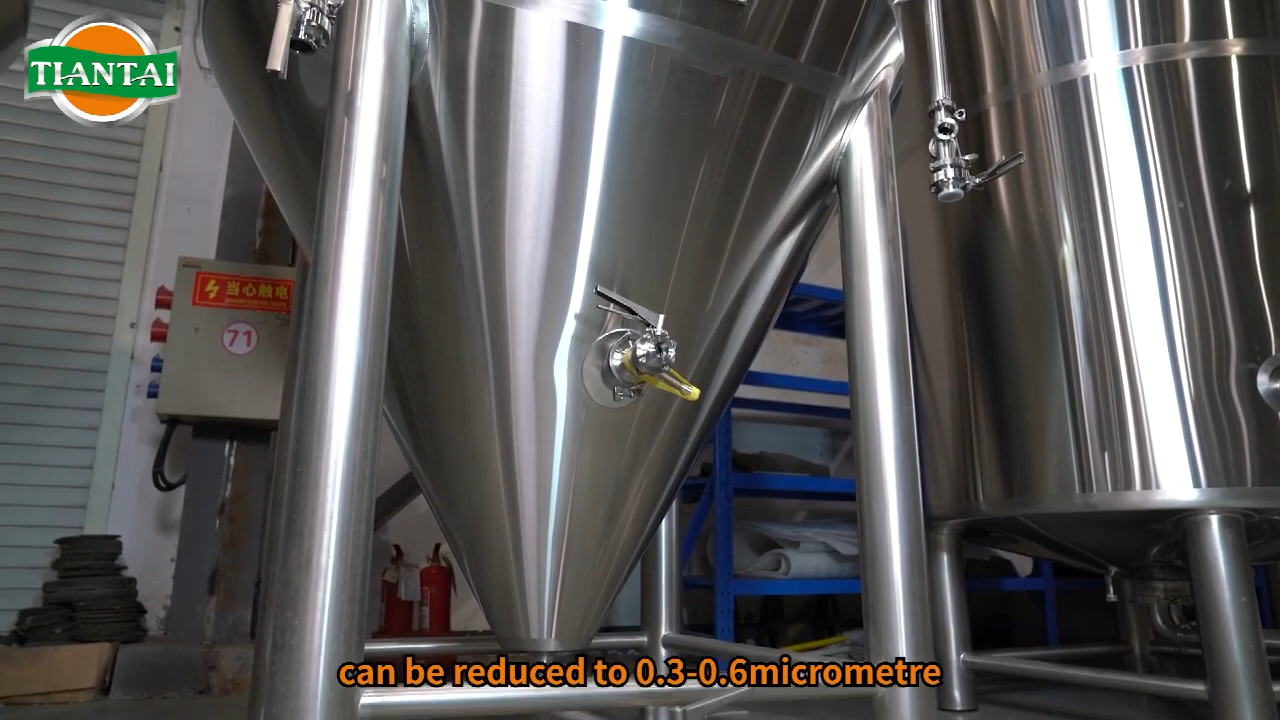 TIANTAI
当心触电
71
can be reduced to 0.3-0.6micrometre